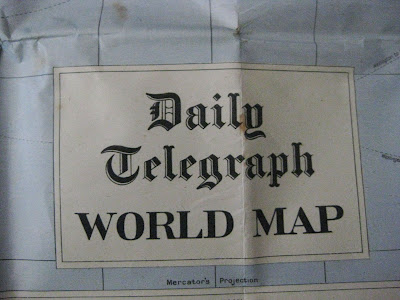 Daily
Telegraph
WORLD MAP
Mercator's Projection